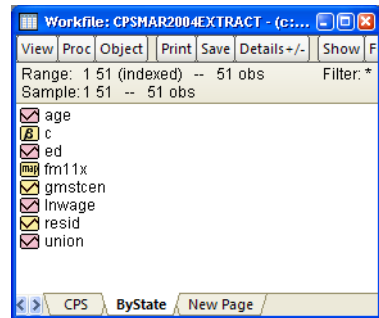 Workfile: CPSMAR2004EXTRACT - (c:...
View Proc Object Print Save Details+/- Show F
Range: 1 51 (indexed) -- 51 obs Filter: *
Sample: 1 51 -- 51 obs
age
β c
ed
map fm11x
gmstcen
lnwage
resid
union
CPS ByState New Page